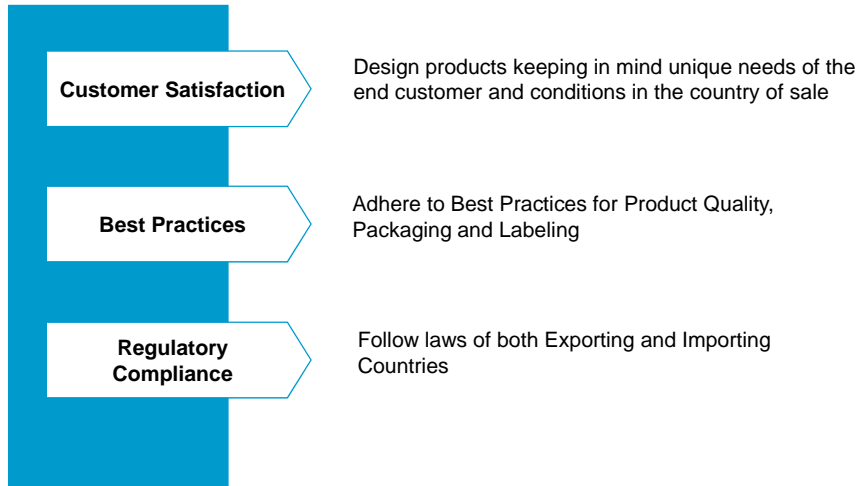 Customer Satisfaction
Design products keeping in mind unique needs of the
end customer and conditions in the country of sale
Best Practices
Adhere to Best Practices for Product Quality,
Packaging and Labeling
Regulatory
Compliance
Follow laws of both Exporting and Importing
Countries